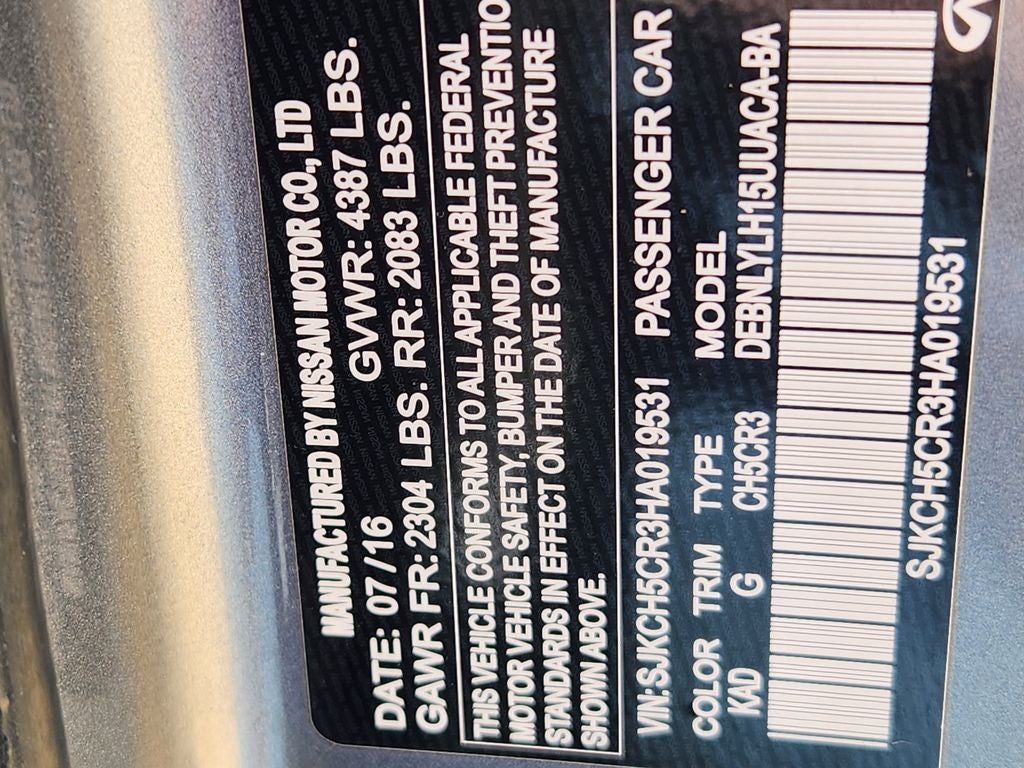 MANUFACTURED BY NISSAN MOTOR CO., LTD
DATE: 07/16 GVWR: 4387 LBS.
GAWR FR: 2304 LBS. RR: 2083 LBS.
THIS VEHICLE CONFORMS TO ALL APPLICABLE FEDERAL
MOTOR VEHICLE SAFETY, BUMPER AND THEFT PREVENTIO
STANDARDS IN EFFECT ON THE DATE OF MANUFACTURE
SHOWN ABOVE.
VIN:SJKCH5CR3HA019531 PASSENGER CAR
COLOR TRIM TYPE MODEL
KAD G CH5CR3 DEBNLYLH15UUACA-BA
SJKCH5CR3HA019531